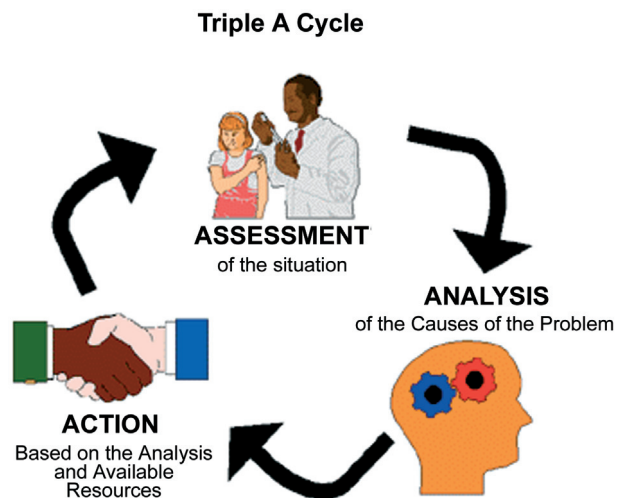 Triple A Cycle
ASSESSMENT
of the situation
ANALYSIS
of the Causes of the Problem
ACTION
Based on the Analysis
and Available
Resources